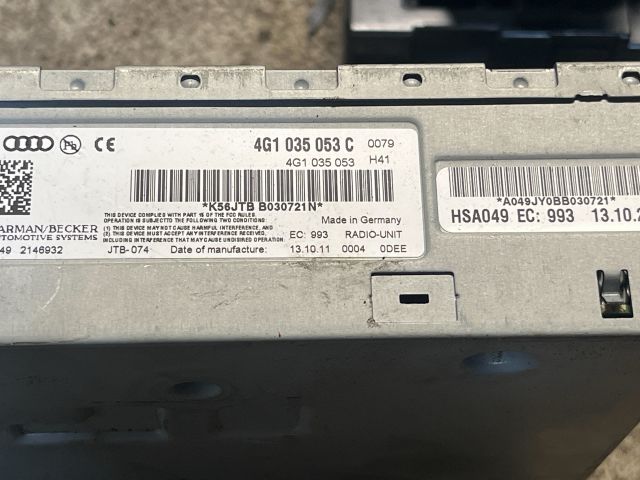 CE 4G1 035 053 C 0079
4G1 035 053 H41
*K56JTB B030721N*
ARMAN/BECKER
TOMOTIVE SYSTEMS
49 2146932
THIS DEVICE COMPLIES WITH PART 15 OF THE FCC RULES.
OPERATION IS SUBJECT TO THE FOLLOWING TWO CONDITIONS:
(1) THIS DEVICE MAY NOT CAUSE HARMFUL INTERFERENCE, AND
(2) THIS DEVICE MUST ACCEPT ANY INTERFERENCE RECEIVED,
INCLUDING INTERFERENCE THAT MAY CAUSE UNDESIRED OPERATION
Made in Germany
EC: 993 RADIO-UNIT
JTB-074 Date of manufacture: 13.10.11 0004 0DEE
*A049JY0BB030721*
HSA049 EC: 993 13.10.2